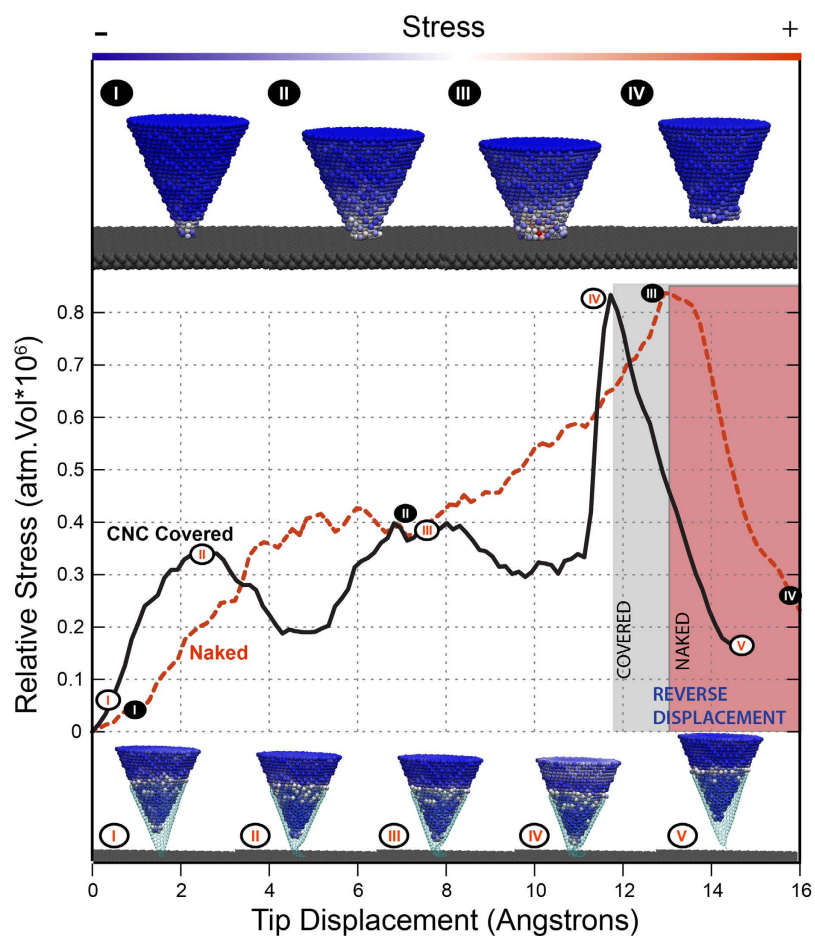 Stress
- +
I II III IV
Relative Stress (atm.Vol*10⁶)
0.8
0.7
0.6
0.5
0.4
0.3
0.2
0.1
0
IV III
II
CNC Covered III
II
IV
Naked
V
I
I
COVERED
NAKED
REVERSE
DISPLACEMENT
I II III IV V
0 2 4 6 8 10 12 14 16
Tip Displacement (Angstrons)